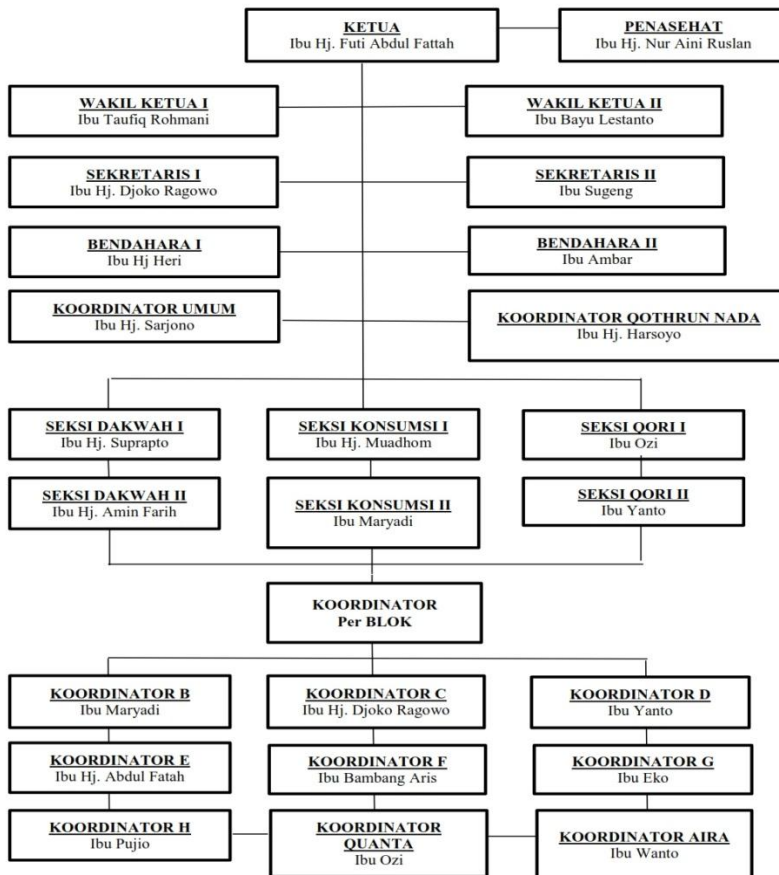 KETUA
Ibu Hj. Futi Abdul Fattah
PENASEHAT
Ibu Hj. Nur Aini Ruslan
WAKIL KETUA I
Ibu Taufiq Rohmani
WAKIL KETUA II
Ibu Bayu Lestanto
SEKRETARIS I
Ibu Hj. Djoko Ragowo
SEKRETARIS II
Ibu Sugeng
BENDAHARA I
Ibu Hj Heri
BENDAHARA II
Ibu Ambar
KOORDINATOR UMUM
Ibu Hj. Sarjono
KOORDINATOR QOTHRUN NADA
Ibu Hj. Harsoyo
SEKSI DAKWAH I
Ibu Hj. Suprapto
SEKSI KONSUMSI I
Ibu Hj. Muadhom
SEKSI QORI I
Ibu Ozi
SEKSI DAKWAH II
Ibu Hj. Amin Farih
SEKSI KONSUMSI II
Ibu Maryadi
SEKSI QORI II
Ibu Yanto
KOORDINATOR
Per BLOK
KOORDINATOR B
Ibu Maryadi
KOORDINATOR C
Ibu Hj. Djoko Ragowo
KOORDINATOR D
Ibu Yanto
KOORDINATOR E
Ibu Hj. Abdul Fatah
KOORDINATOR F
Ibu Bambang Aris
KOORDINATOR G
Ibu Eko
KOORDINATOR H
Ibu Pujio
KOORDINATOR
QUANTA
Ibu Ozi
KOORDINATOR AIRA
Ibu Wanto